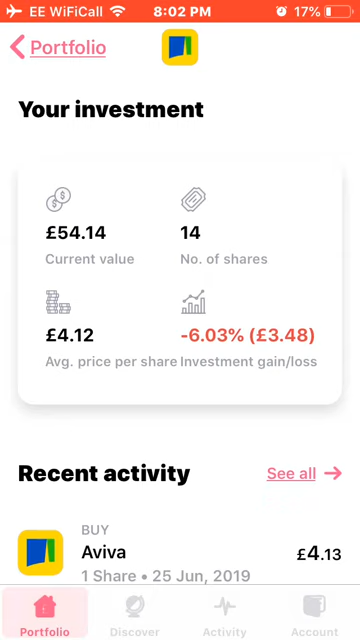 EE WiFiCall 8:02 PM 17%
Portfolio
Your investment
£54.14 14
Current value No. of shares
£4.12 -6.03% (£3.48)
Avg. price per share Investment gain/loss
Recent activity See all
BUY
Aviva £4.13
1 Share • 25 Jun, 2019
Portfolio Discover Activity Account